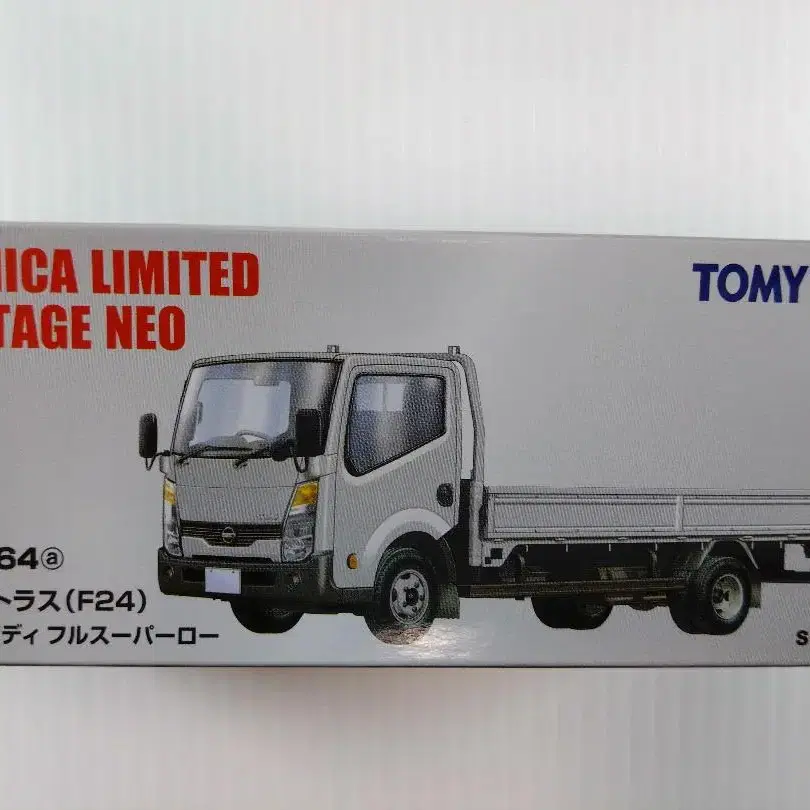 ICA LIMITED
TAGE NEO
TOMY
64ⓐ
トラス(F24)
ディ フルスーパーロー
S